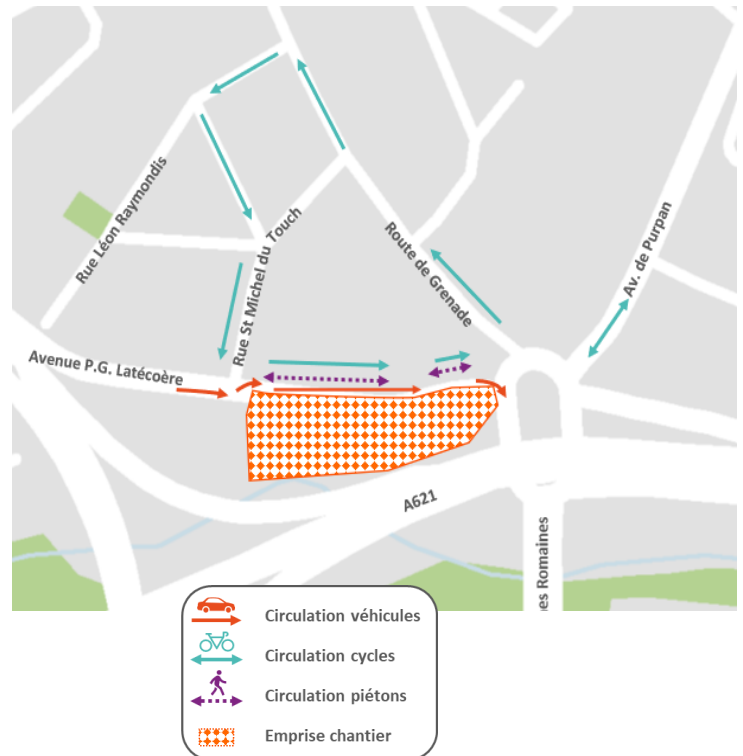 Rue Léon Raymondis
Rue St Michel du Touch
Route de Grenade
Av. de Purpan
Avenue P.G. Latécoère
A621
es Romaines
Circulation véhicules
Circulation cycles
Circulation piétons
Emprise chantier